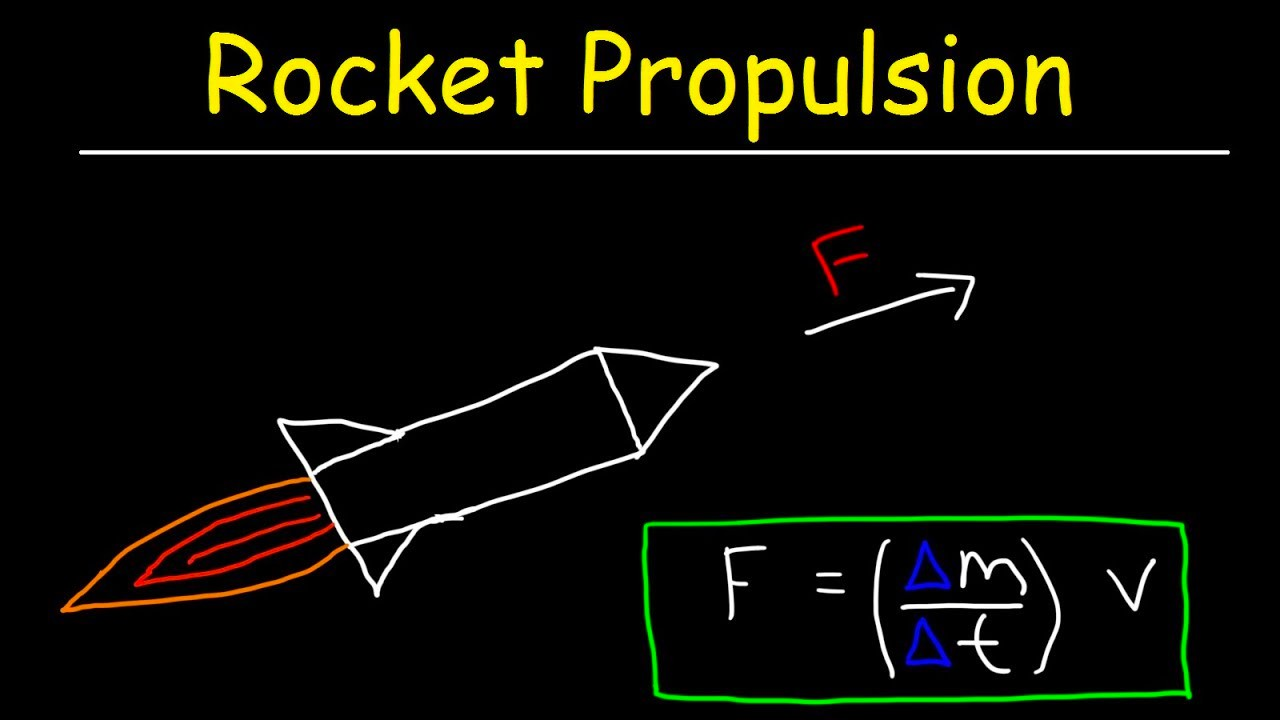 Rocket Propulsion
F
F = (Δm/Δt) v